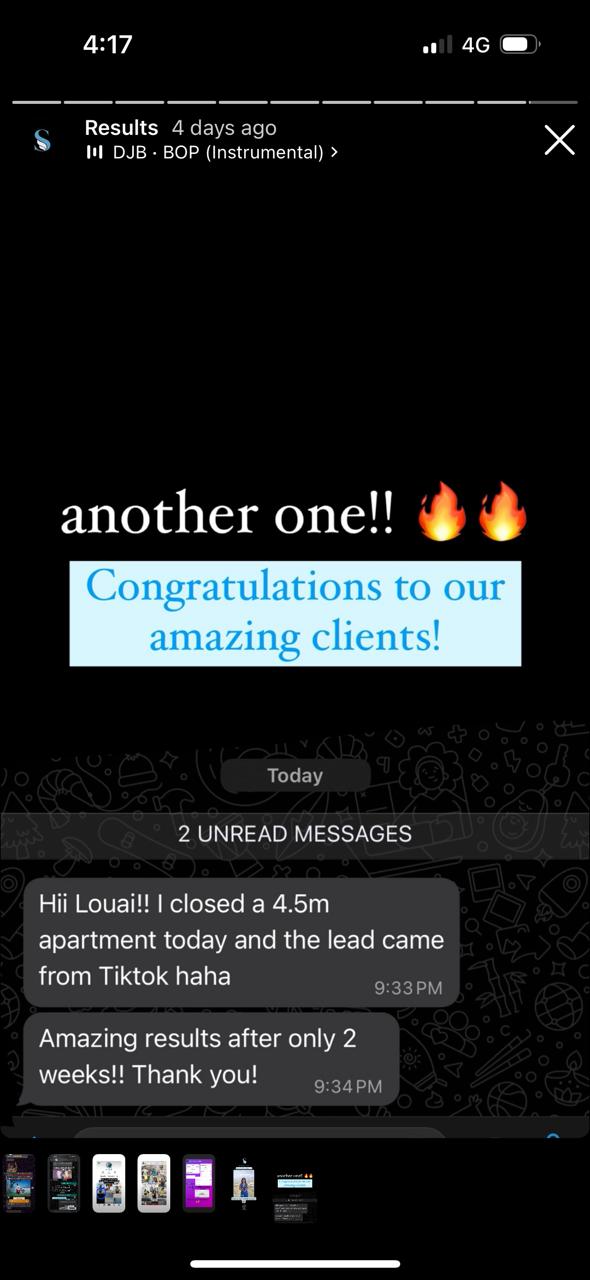 4:17
4G
Results 4 days ago
DJB · BOP (Instrumental) >
another one!! 🔥🔥
Congratulations to our
amazing clients!
Today
2 UNREAD MESSAGES
Hii Louai!! I closed a 4.5m
apartment today and the lead came
from Tiktok haha
9:33 PM
Amazing results after only 2
weeks!! Thank you!
9:34 PM
another one!! 🔥🔥